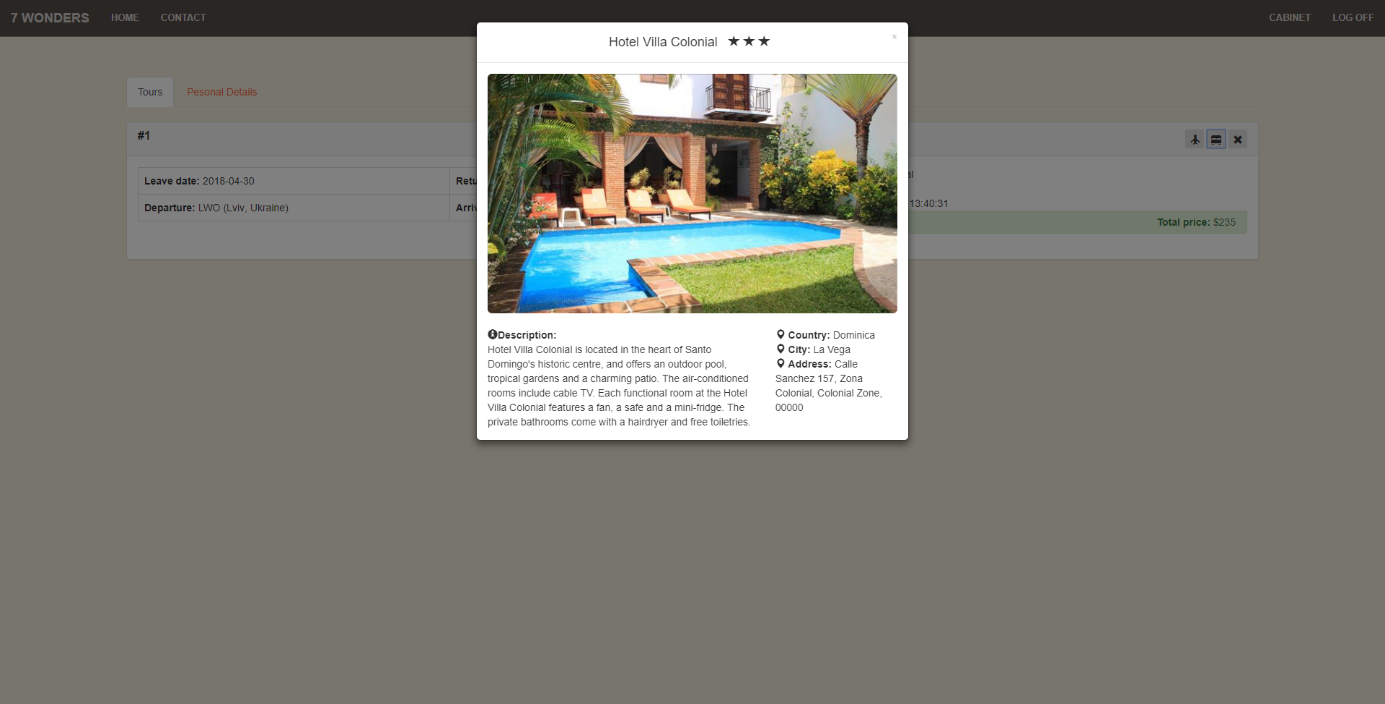 7 WONDERS HOME CONTACT CABINET LOG OFF
Hotel Villa Colonial ★ ★ ★ ×
Tours Pesonal Details
#1
Leave date: 2018-04-30
Departure: LWO (Lviv, Ukraine)
13:40:31
Total price: $235
Description:
Hotel Villa Colonial is located in the heart of Santo
Domingo's historic centre, and offers an outdoor pool,
tropical gardens and a charming patio. The air-conditioned
rooms include cable TV. Each functional room at the Hotel
Villa Colonial features a fan, a safe and a mini-fridge. The
private bathrooms come with a hairdryer and free toiletries.
Country: Dominica
City: La Vega
Address: Calle
Sanchez 157, Zona
Colonial, Colonial Zone,
00000